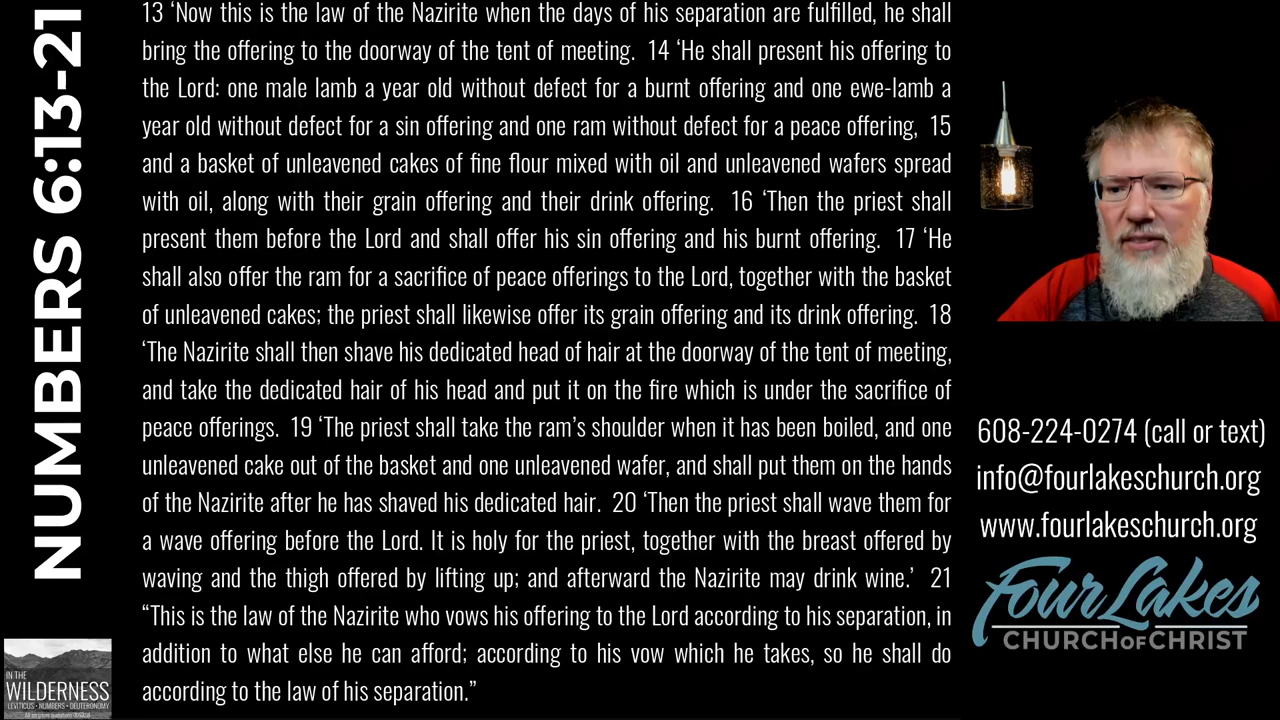 NUMBERS 6:13-21
13 ‘Now this is the law of the Nazirite when the days of his separation are fulfilled, he shall
bring the offering to the doorway of the tent of meeting. 14 ‘He shall present his offering to
the Lord: one male lamb a year old without defect for a burnt offering and one ewe-lamb a
year old without defect for a sin offering and one ram without defect for a peace offering, 15
and a basket of unleavened cakes of fine flour mixed with oil and unleavened wafers spread
with oil, along with their grain offering and their drink offering. 16 ‘Then the priest shall
present them before the Lord and shall offer his sin offering and his burnt offering. 17 ‘He
shall also offer the ram for a sacrifice of peace offerings to the Lord, together with the basket
of unleavened cakes; the priest shall likewise offer its grain offering and its drink offering. 18
‘The Nazirite shall then shave his dedicated head of hair at the doorway of the tent of meeting,
and take the dedicated hair of his head and put it on the fire which is under the sacrifice of
peace offerings. 19 ‘The priest shall take the ram’s shoulder when it has been boiled, and one
unleavened cake out of the basket and one unleavened wafer, and shall put them on the hands
of the Nazirite after he has shaved his dedicated hair. 20 ‘Then the priest shall wave them for
a wave offering before the Lord. It is holy for the priest, together with the breast offered by
waving and the thigh offered by lifting up; and afterward the Nazirite may drink wine.’ 21
“This is the law of the Nazirite who vows his offering to the Lord according to his separation, in
addition to what else he can afford; according to his vow which he takes, so he shall do
according to the law of his separation.”
608-224-0274 (call or text)
info@fourlakeschurch.org
www.fourlakeschurch.org
Four Lakes
CHURCH OF CHRIST
IN THE
WILDERNESS
LEVITICUS • NUMBERS • DEUTERONOMY